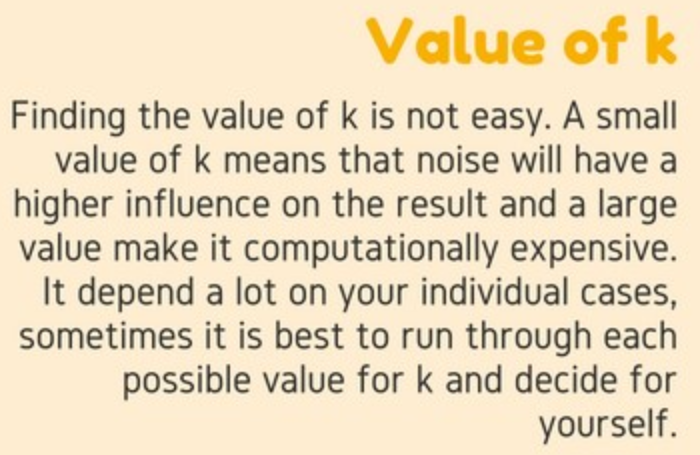 Value of k
Finding the value of k is not easy. A small
value of k means that noise will have a
higher influence on the result and a large
value make it computationally expensive.
It depend a lot on your individual cases,
sometimes it is best to run through each
possible value for k and decide for
yourself.